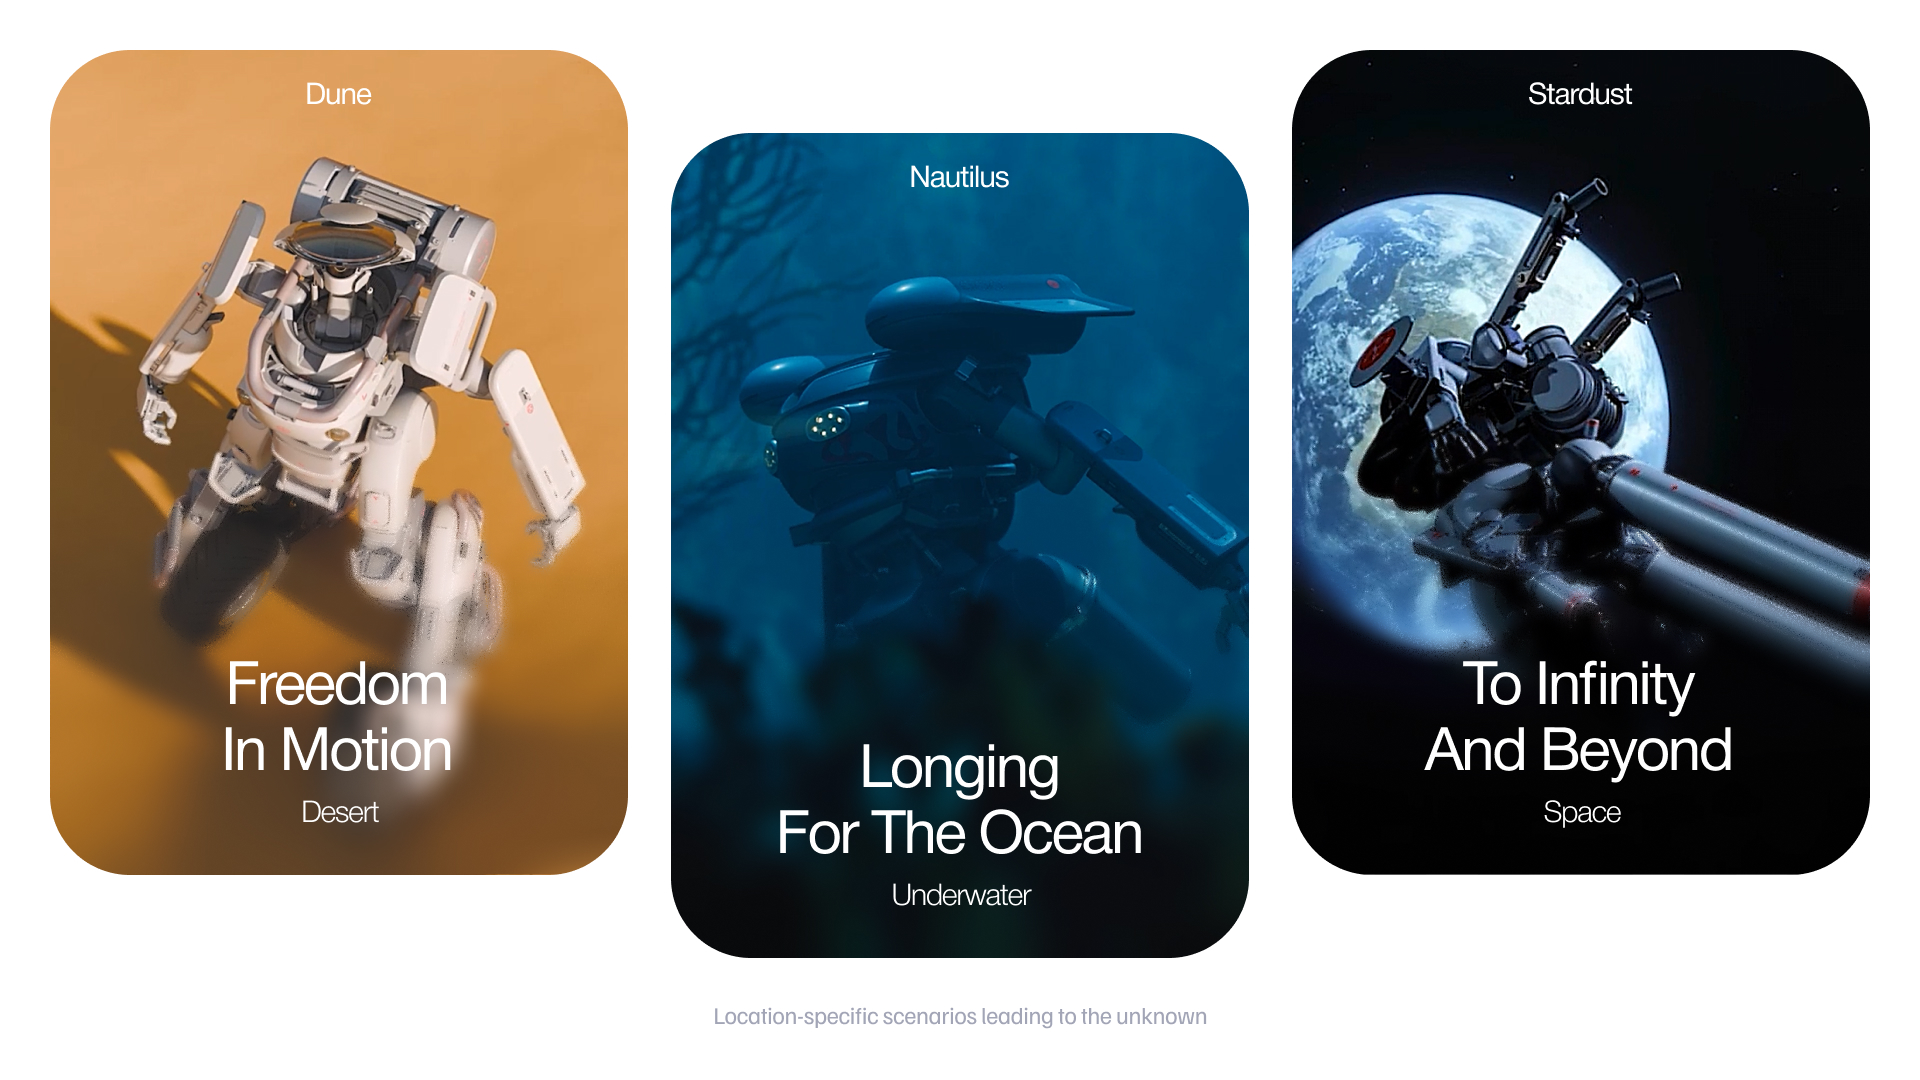 Dune
Freedom
In Motion
Desert
Nautilus
Longing
For The Ocean
Underwater
Stardust
To Infinity
And Beyond
Space
Location-specific scenarios leading to the unknown